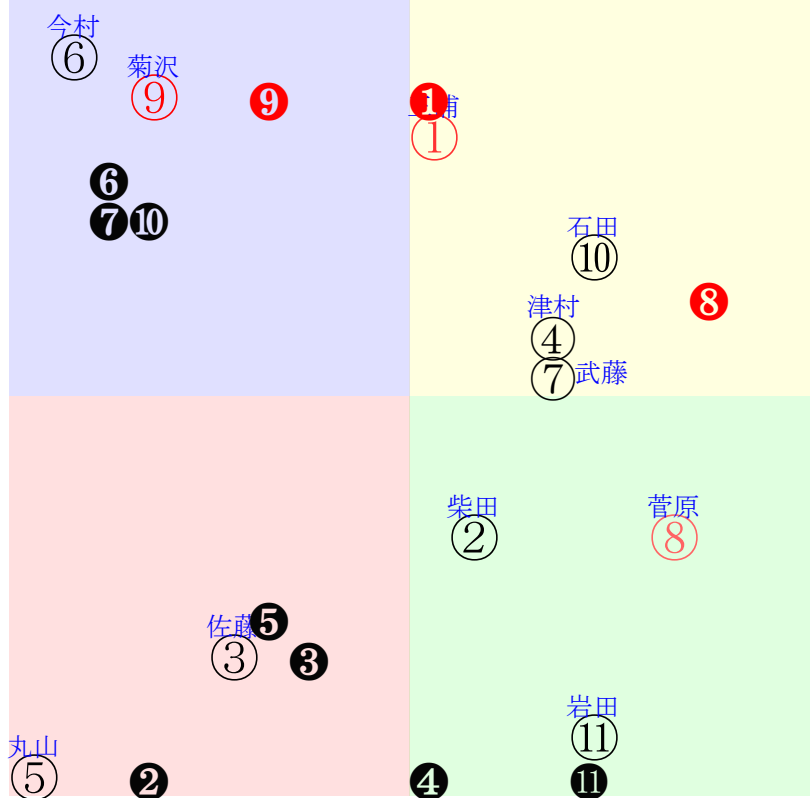 今村
⑥
菊沢
⑨
❾
❶
浦
①
❻
❼ ❿
石田
⑩
❽
津村
④
⑦ 武藤
柴田
②
菅原
⑧
佐藤
❺
③
❸
岩田
⑪
丸山
⑤
❷
❹
⓫